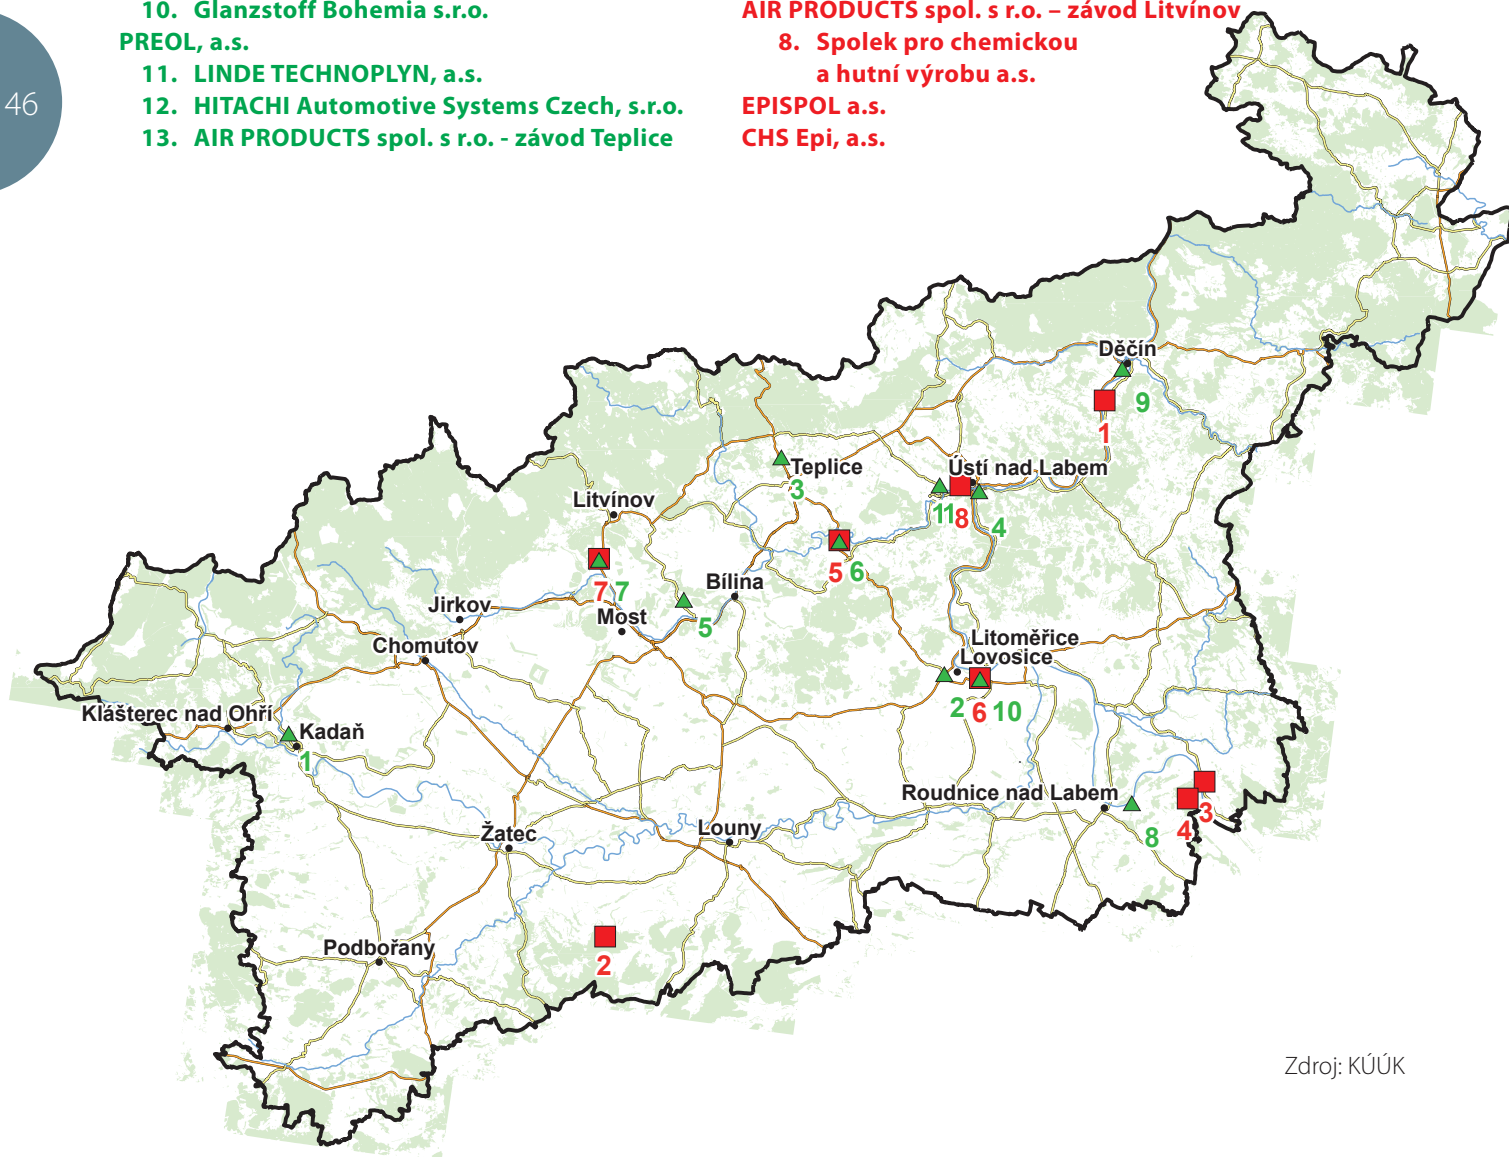 46
10. Glanzstoff Bohemia s.r.o.
PREOL, a.s.
11. LINDE TECHNOPLYN, a.s.
12. HITACHI Automotive Systems Czech, s.r.o.
13. AIR PRODUCTS spol. s r.o. - závod Teplice
AIR PRODUCTS spol. s r.o. – závod Litvínov
8. Spolek pro chemickou
a hutní výrobu a.s.
EPISPOL a.s.
CHS Epi, a.s.
Děčín
9
1
Teplice
3
Ústí nad Labem
11
8
4
Litvínov
5 6
7 7
Bílina
Jirkov
Most
5
Chomutov
Litoměřice
Lovosice
2 6 10
Klášterec nad Ohří
Kadaň
1
Roudnice nad Labem
3
4
8
Žatec
Louny
Podbořany
2
Zdroj: KÚÚK